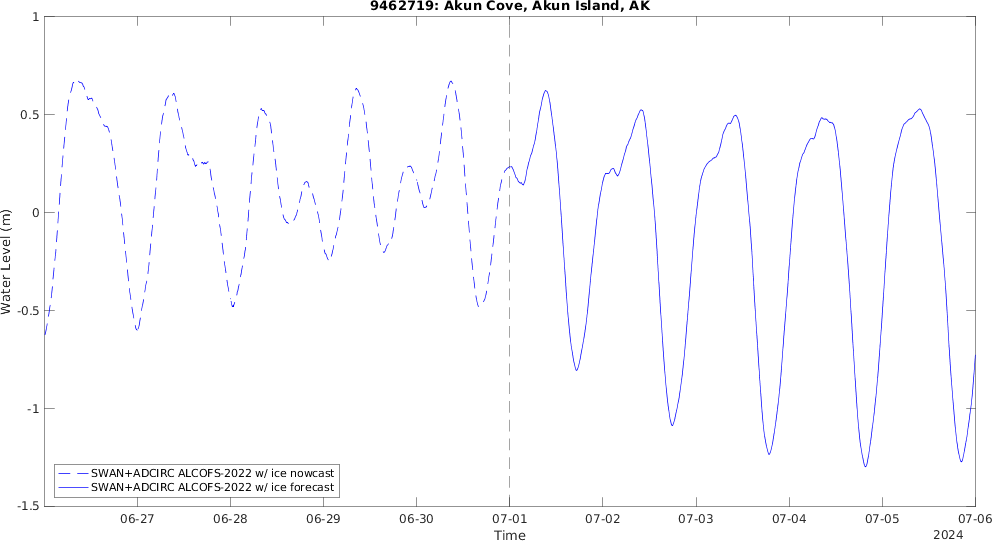 9462719: Akun Cove, Akun Island, AK
1
0.5
0
-0.5
-1
-1.5
Water Level (m)
SWAN+ADCIRC ALCOFS-2022 w/ ice nowcast
SWAN+ADCIRC ALCOFS-2022 w/ ice forecast
06-27 06-28 06-29 06-30 07-01 07-02 07-03 07-04 07-05 07-06
Time
2024